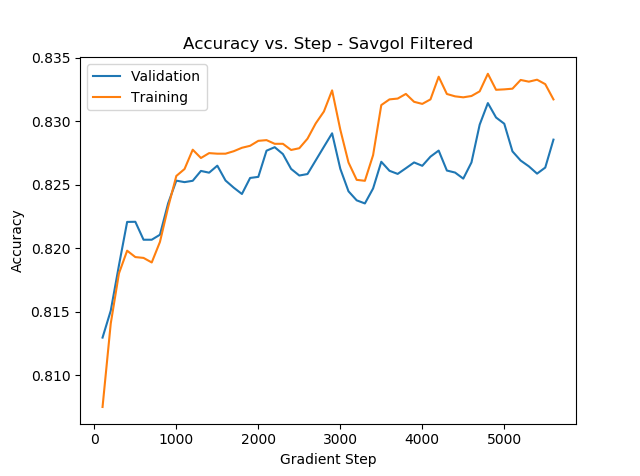 Accuracy vs. Step - Savgol Filtered
Validation
Training
0.835
0.830
0.825
0.820
0.815
0.810
Accuracy
0
1000
2000
3000
4000
5000
Gradient Step